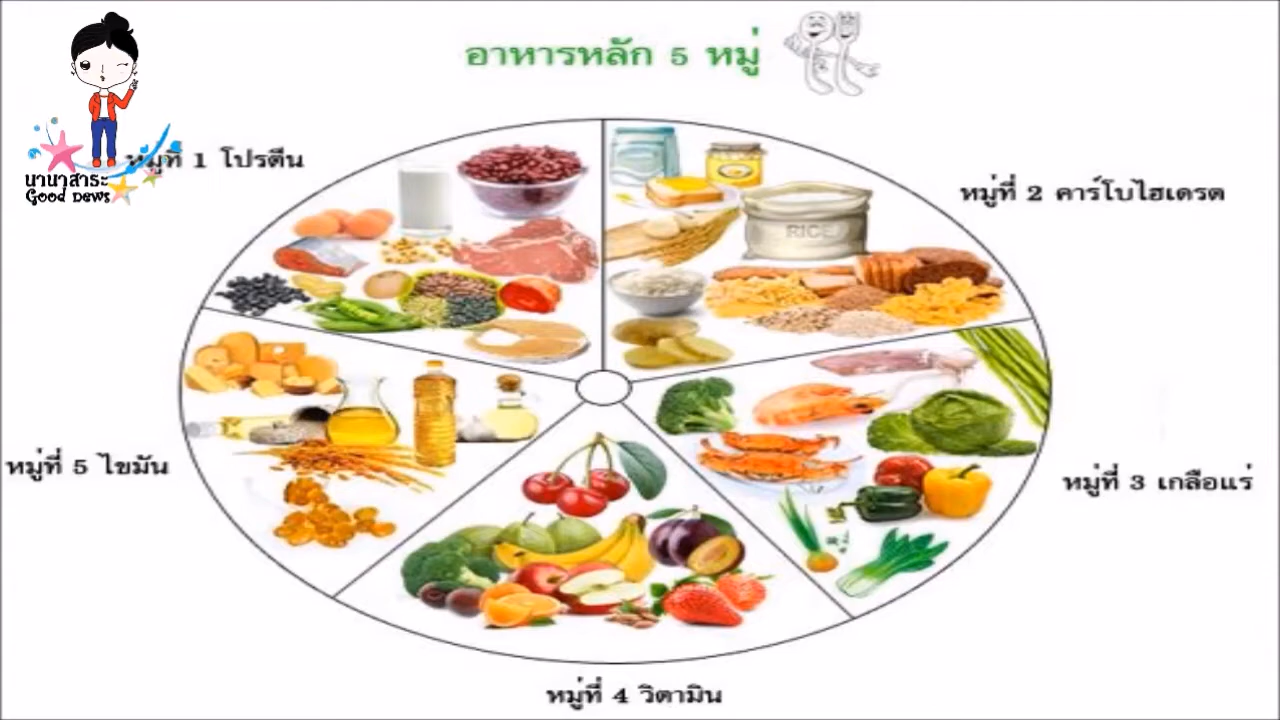 อาหารหลัก 5 หมู่
หมู่ที่ 1 โปรตีน
นานาสาระ
Good news
หมู่ที่ 2 คาร์โบไฮเดรต
RICE
หมู่ที่ 5 ไขมัน
หมู่ที่ 3 เกลือแร่
หมู่ที่ 4 วิตามิน